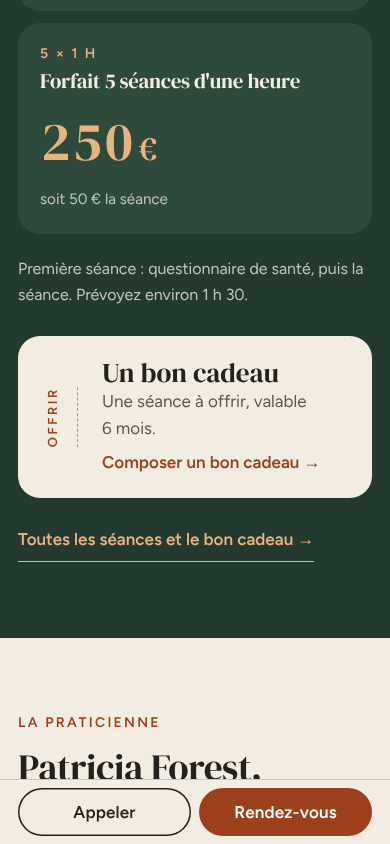 5 × 1 H
Forfait 5 séances d'une heure
250 €
soit 50 € la séance
Première séance : questionnaire de santé, puis la
séance. Prévoyez environ 1 h 30.
OFFRIR
Un bon cadeau
Une séance à offrir, valable
6 mois.
Composer un bon cadeau →
Toutes les séances et le bon cadeau →
LA PRATICIENNE
Patricia Forest,
Appeler
Rendez-vous